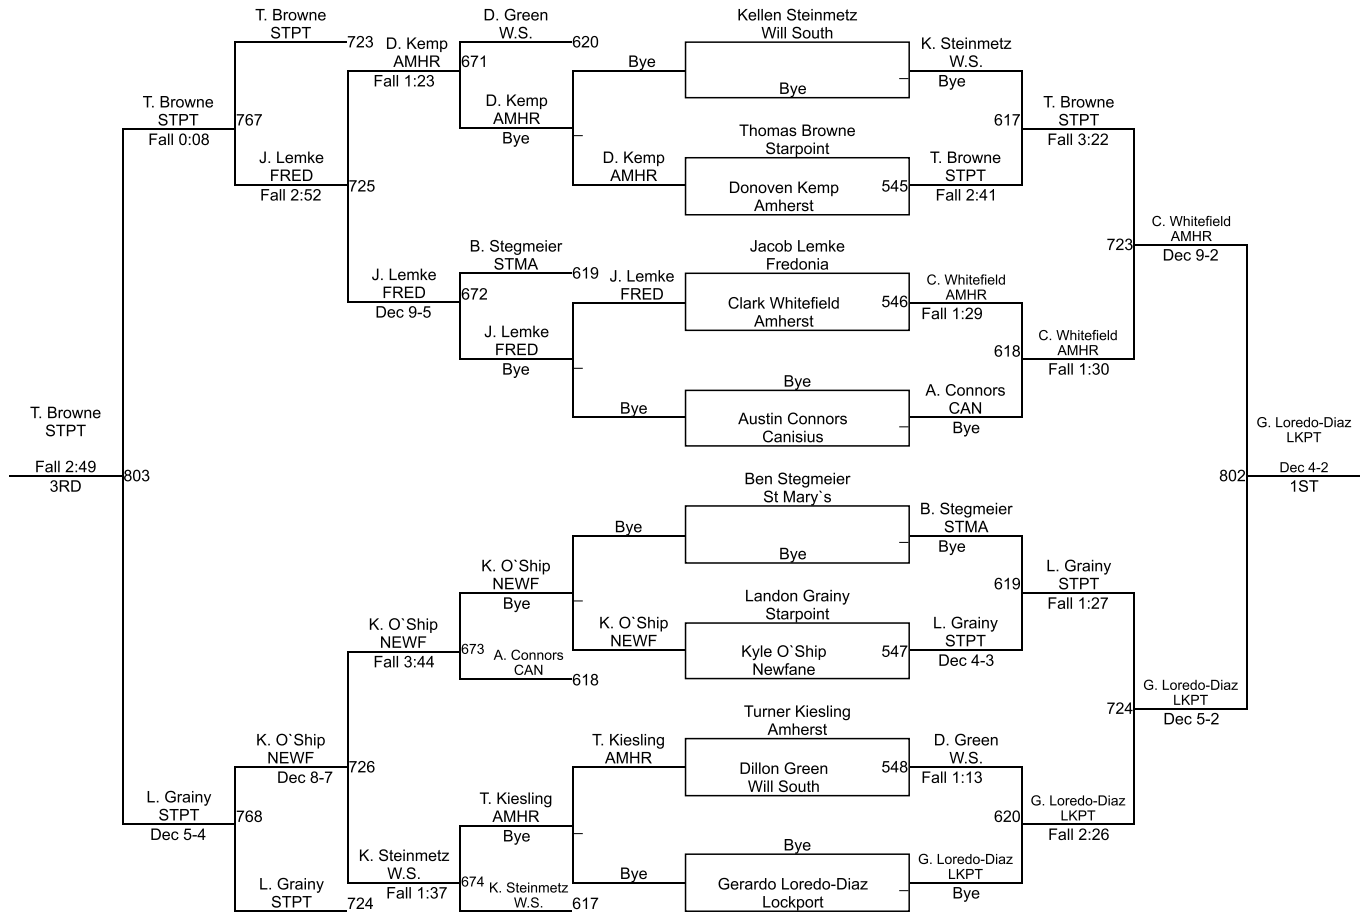 T. Browne
STPT
723
D. Kemp
AMHR
Fall 1:23
D. Green
W.S.
620
671
D. Kemp
AMHR
Bye
Bye
Kellen Steinmetz
Will South
Bye
K. Steinmetz
W.S.
Bye
T. Browne
STPT
Fall 0:08
767
J. Lemke
FRED
Fall 2:52
725
D. Kemp
AMHR
Thomas Browne
Starpoint
Donoven Kemp
Amherst
545
T. Browne
STPT
Fall 2:41
617
T. Browne
STPT
Fall 3:22
J. Lemke
FRED
Dec 9-5
B. Stegmeier
STMA
619
672
J. Lemke
FRED
Bye
J. Lemke
FRED
Jacob Lemke
Fredonia
Clark Whitefield
Amherst
546
C. Whitefield
AMHR
Fall 1:29
723
C. Whitefield
AMHR
Dec 9-2
618
C. Whitefield
AMHR
Fall 1:30
Bye
Bye
Austin Connors
Canisius
A. Connors
CAN
Bye
T. Browne
STPT
Fall 2:49
3RD
803
G. Loredo-Diaz
LKPT
802
Dec 4-2
1ST
Bye
Ben Stegmeier
St Mary`s
Bye
B. Stegmeier
STMA
Bye
K. O`Ship
NEWF
Bye
K. O`Ship
NEWF
Landon Grainy
Starpoint
Kyle O`Ship
Newfane
547
L. Grainy
STPT
Dec 4-3
619
L. Grainy
STPT
Fall 1:27
K. O`Ship
NEWF
Fall 3:44
673
A. Connors
CAN
618
724
G. Loredo-Diaz
LKPT
Dec 5-2
K. O`Ship
NEWF
Dec 8-7
726
T. Kiesling
AMHR
Turner Kiesling
Amherst
Dillon Green
Will South
548
D. Green
W.S.
Fall 1:13
L. Grainy
STPT
Dec 5-4
768
T. Kiesling
AMHR
Bye
620
G. Loredo-Diaz
LKPT
Fall 2:26
K. Steinmetz
W.S.
Fall 1:37
674
K. Steinmetz
W.S.
617
Bye
Bye
Gerardo Loredo-Diaz
Lockport
G. Loredo-Diaz
LKPT
Bye
L. Grainy
STPT
724